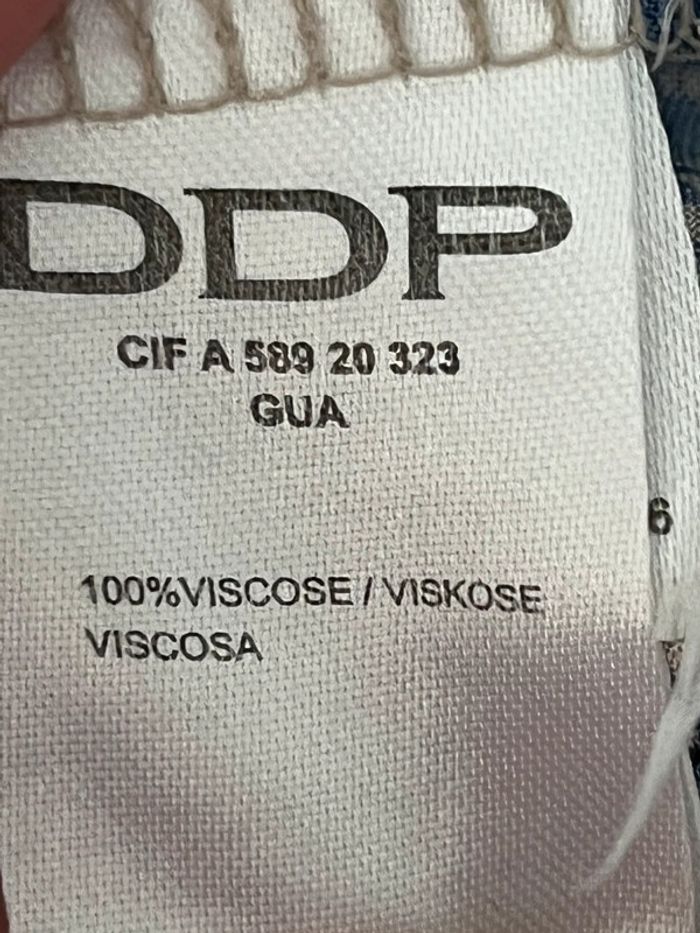 DDP
CIF A 589 20 323
GUA
6
100%VISCOSE / VISKOSE
VISCOSA